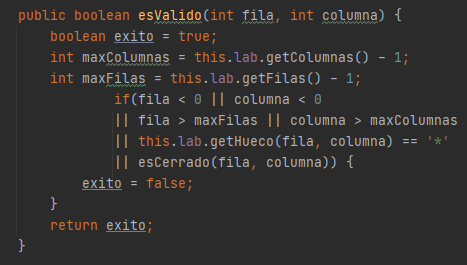 public boolean esValido(int fila, int columna) {
    boolean exito = true;
    int maxColumnas = this.lab.getColumnas() - 1;
    int maxFilas = this.lab.getFilas() - 1;
            if(fila < 0 || columna < 0
            || fila > maxFilas || columna > maxColumnas
            || this.lab.getHueco(fila, columna) == '*'
            || esCerrado(fila, columna)) {
        exito = false;
    }
    return exito;
}